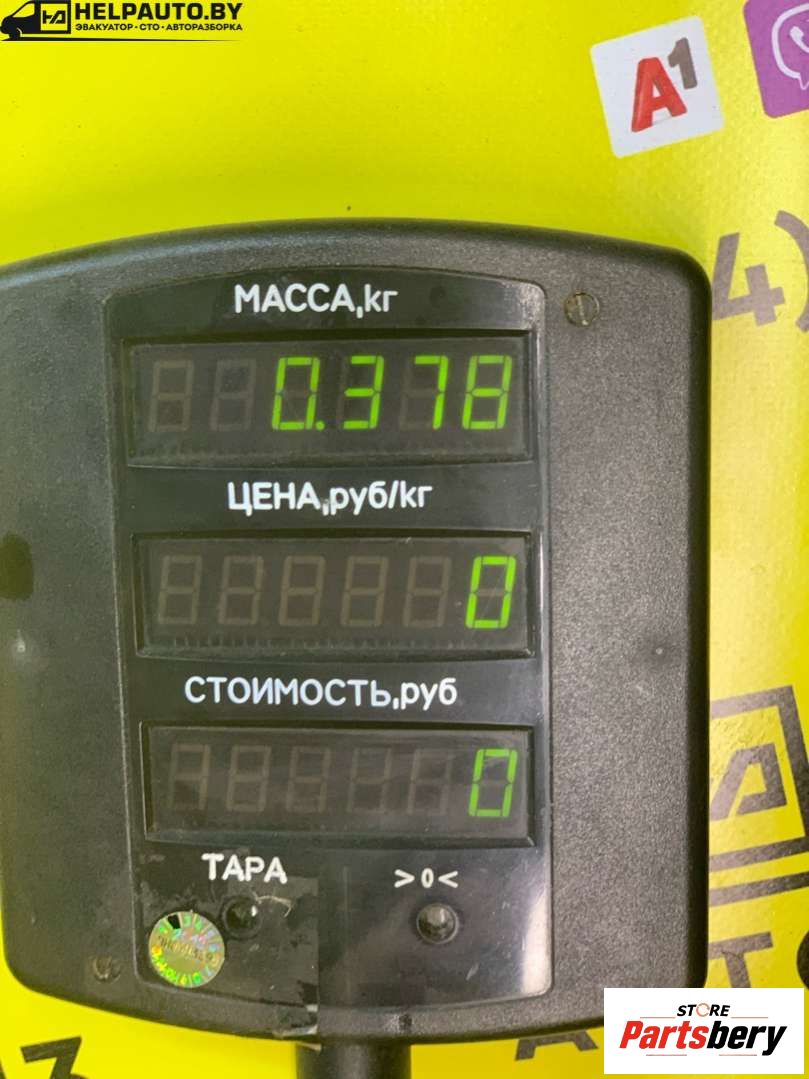 HELPAUTO.BY
ЭВАКУАТОР • СТО • АВТОРАЗБОРКА
A1
4)
МАССА,кг
0.378
ЦЕНА,руб/кг
0
СТОИМОСТЬ,руб
0
ТАРА
>0<
STORE
Partsbery